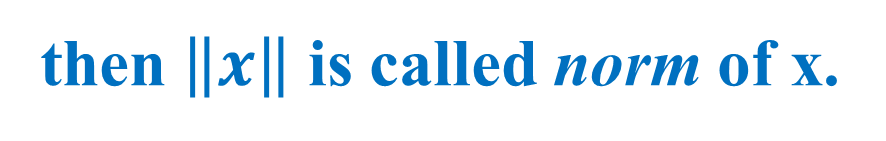 then ‖x‖ is called norm of x.